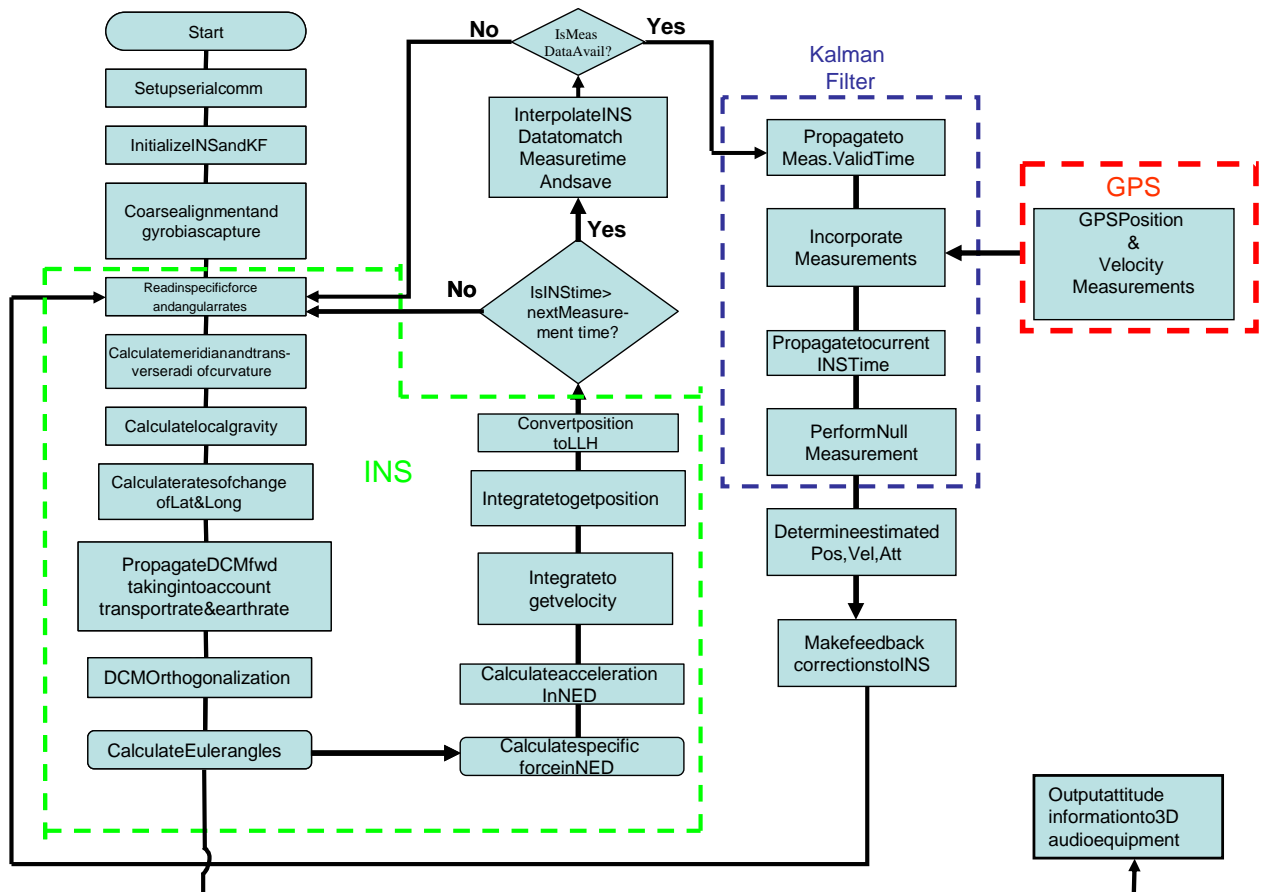 Start
Setupserialcomm
InitializeINSandKF
Coarsealignmentand
gyrobiascapture
Readinspecificforce
andangularrates
Calculatemeridianandtrans-
verseradi ofcurvature
Calculatelocalgravity
Calculateratesofchange
ofLat&Long
PropagateDCMfwd
takingintoaccount
transportrate&earthrate
DCMOrthogonalization
CalculateEulerangles
INS
Calculatespecific
forceinNED
Calculateacceleration
InNED
Integrateto
getvelocity
Integratetogetposition
Convertposition
toLLH
IsINStime>
nextMeasure-
ment time?
No
Yes
InterpolateINS
Datatomatch
Measuretime
Andsave
IsMeas
DataAvail?
No
Yes
Kalman
Filter
Propagateto
Meas.ValidTime
Incorporate
Measurements
Propagatetocurrent
INSTime
PerformNull
Measurement
Determineestimated
Pos,Vel,Att
Makefeedback
correctionstoINS
GPS
GPSPosition
&
Velocity
Measurements
Outputattitude
informationto3D
audioequipment